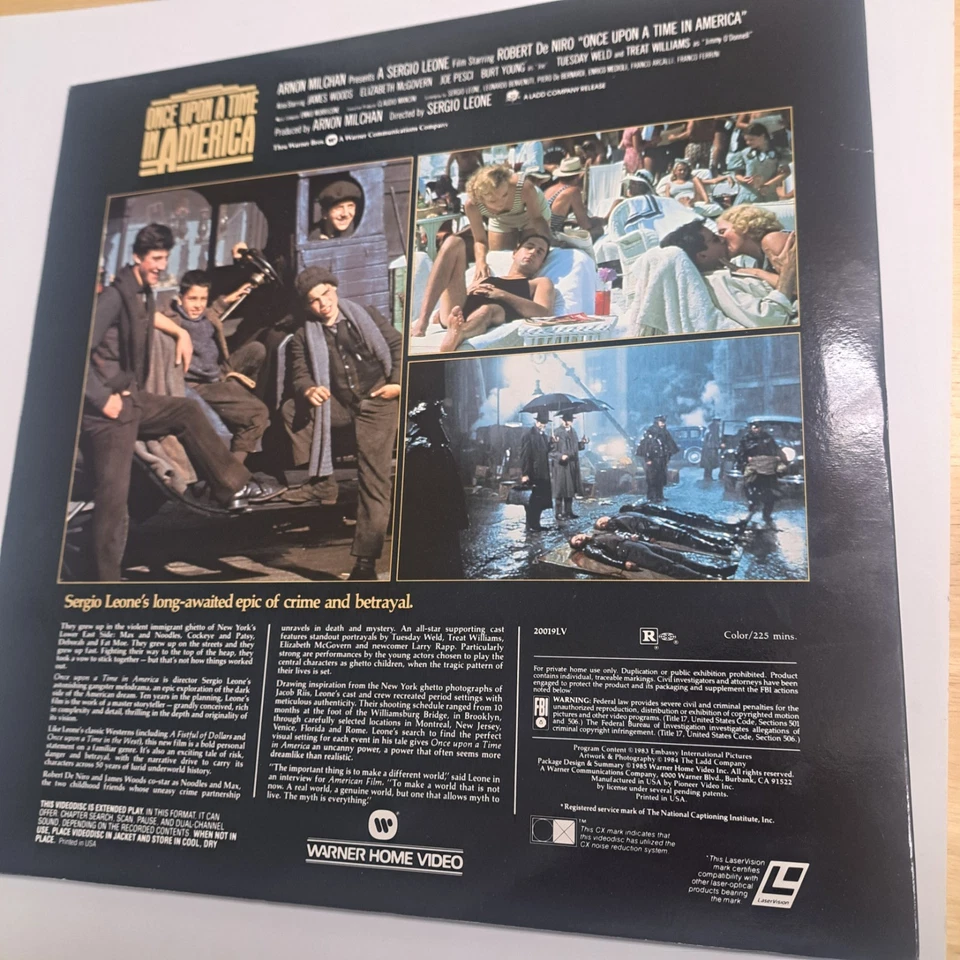 ONCE UPON A TIME
IN AMERICA
ARNON MILCHAN Presents A SERGIO LEONE Film Starring ROBERT De NIRO "ONCE UPON A TIME IN AMERICA"
JAMES WOODS ELIZABETH McGOVERN JOE PESCI BURT YOUNG as TUESDAY WELD and TREAT WILLIAMS as "Jimmy O'Donnell"
Produced by ARNON MILCHAN Directed by SERGIO LEONE A LADD COMPANY RELEASE
Thru Warner Bros. A Warner Communications Company
Sergio Leone's long-awaited epic of crime and betrayal.
They grew up in the violent immigrant ghetto of New York's
Lower East Side: Max and Noodles, Cockeye and Patsy,
Deborah and Fat Moe. They grew up on the streets and they
grew up fast. Fighting their way to the top of the heap, they
took a vow to stick together — but that's not how things worked
out.
Once upon a Time in America is director Sergio Leone's
astonishing gangster melodrama, an epic exploration of the dark
side of the American dream. Ten years in the planning, Leone's
film is the work of a master storyteller — grandly conceived, rich
in complexity and detail, thrilling in the depth and originality of
its vision.
Like Leone's classic Westerns (including A Fistful of Dollars and
Once upon a Time in the West), this new film is a bold personal
statement on a familiar genre. It's also an exciting tale of risk,
danger and betrayal, with the narrative drive to carry its
characters across 50 years of lurid underworld history.
Robert De Niro and James Woods co-star as Noodles and Max,
the two childhood friends whose uneasy crime partnership
unravels in death and mystery. An all-star supporting cast
features standout portrayals by Tuesday Weld, Treat Williams,
Elizabeth McGovern and newcomer Larry Rapp. Particularly
strong are performances by the young actors chosen to play the
central characters as ghetto children, when the tragic pattern of
their lives is set.
Drawing inspiration from the New York ghetto photographs of
Jacob Riis, Leone's cast and crew recreated period settings with
meticulous authenticity. Their shooting schedule ranged from 10
months at the foot of the Williamsburg Bridge, in Brooklyn,
through carefully selected locations in Montreal, New Jersey,
Venice, Florida and Rome. Leone's search to find the perfect
visual setting for each event in his tale gives Once upon a Time
in America an uncanny power, a power that often seems more
dreamlike than realistic.
"The important thing is to make a different world," said Leone in
an interview for American Film. "To make a world that is not
now. A real world, a genuine world, but one that allows myth to
live. The myth is everything."
THIS VIDEODISC IS EXTENDED PLAY. IN THIS FORMAT, IT CAN
OFFER: CHAPTER SEARCH, SCAN, PAUSE, AND DUAL-CHANNEL
SOUND, DEPENDING ON THE RECORDED CONTENTS. WHEN NOT IN
USE, PLACE VIDEODISC IN JACKET AND STORE IN COOL, DRY
PLACE. Printed in USA
WARNER HOME VIDEO
20019LV
R
Color/225 mins.
For private home use only. Duplication or public exhibition prohibited. Product
contains individual, traceable markings. Civil investigators and attorneys have been
engaged to protect the product and its packaging and supplement the FBI actions
noted below.
FBI
WARNING: Federal law provides severe civil and criminal penalties for the
unauthorized reproduction, distribution or exhibition of copyrighted motion
pictures and other video programs. (Title 17, United States Code, Sections 501
and 506.) The Federal Bureau of Investigation investigates allegations of
criminal copyright infringement. (Title 17, United States Code, Section 506.)
Program Content © 1983 Embassy International Pictures
Artwork & Photography © 1984 The Ladd Company
Package Design & Summary © 1985 Warner Home Video Inc. All rights reserved.
A Warner Communications Company, 4000 Warner Blvd., Burbank, CA 91522
Manufactured in USA by Pioneer Video Inc.
by license under several pending patents.
Printed in USA.
* Registered service mark of The National Captioning Institute, Inc.
CX
TM
This CX mark indicates that
this videodisc has utilized the
CX noise reduction system.
*This LaserVision
mark certifies
compatibility with
other laser-optical
products bearing
the mark
LaserVision